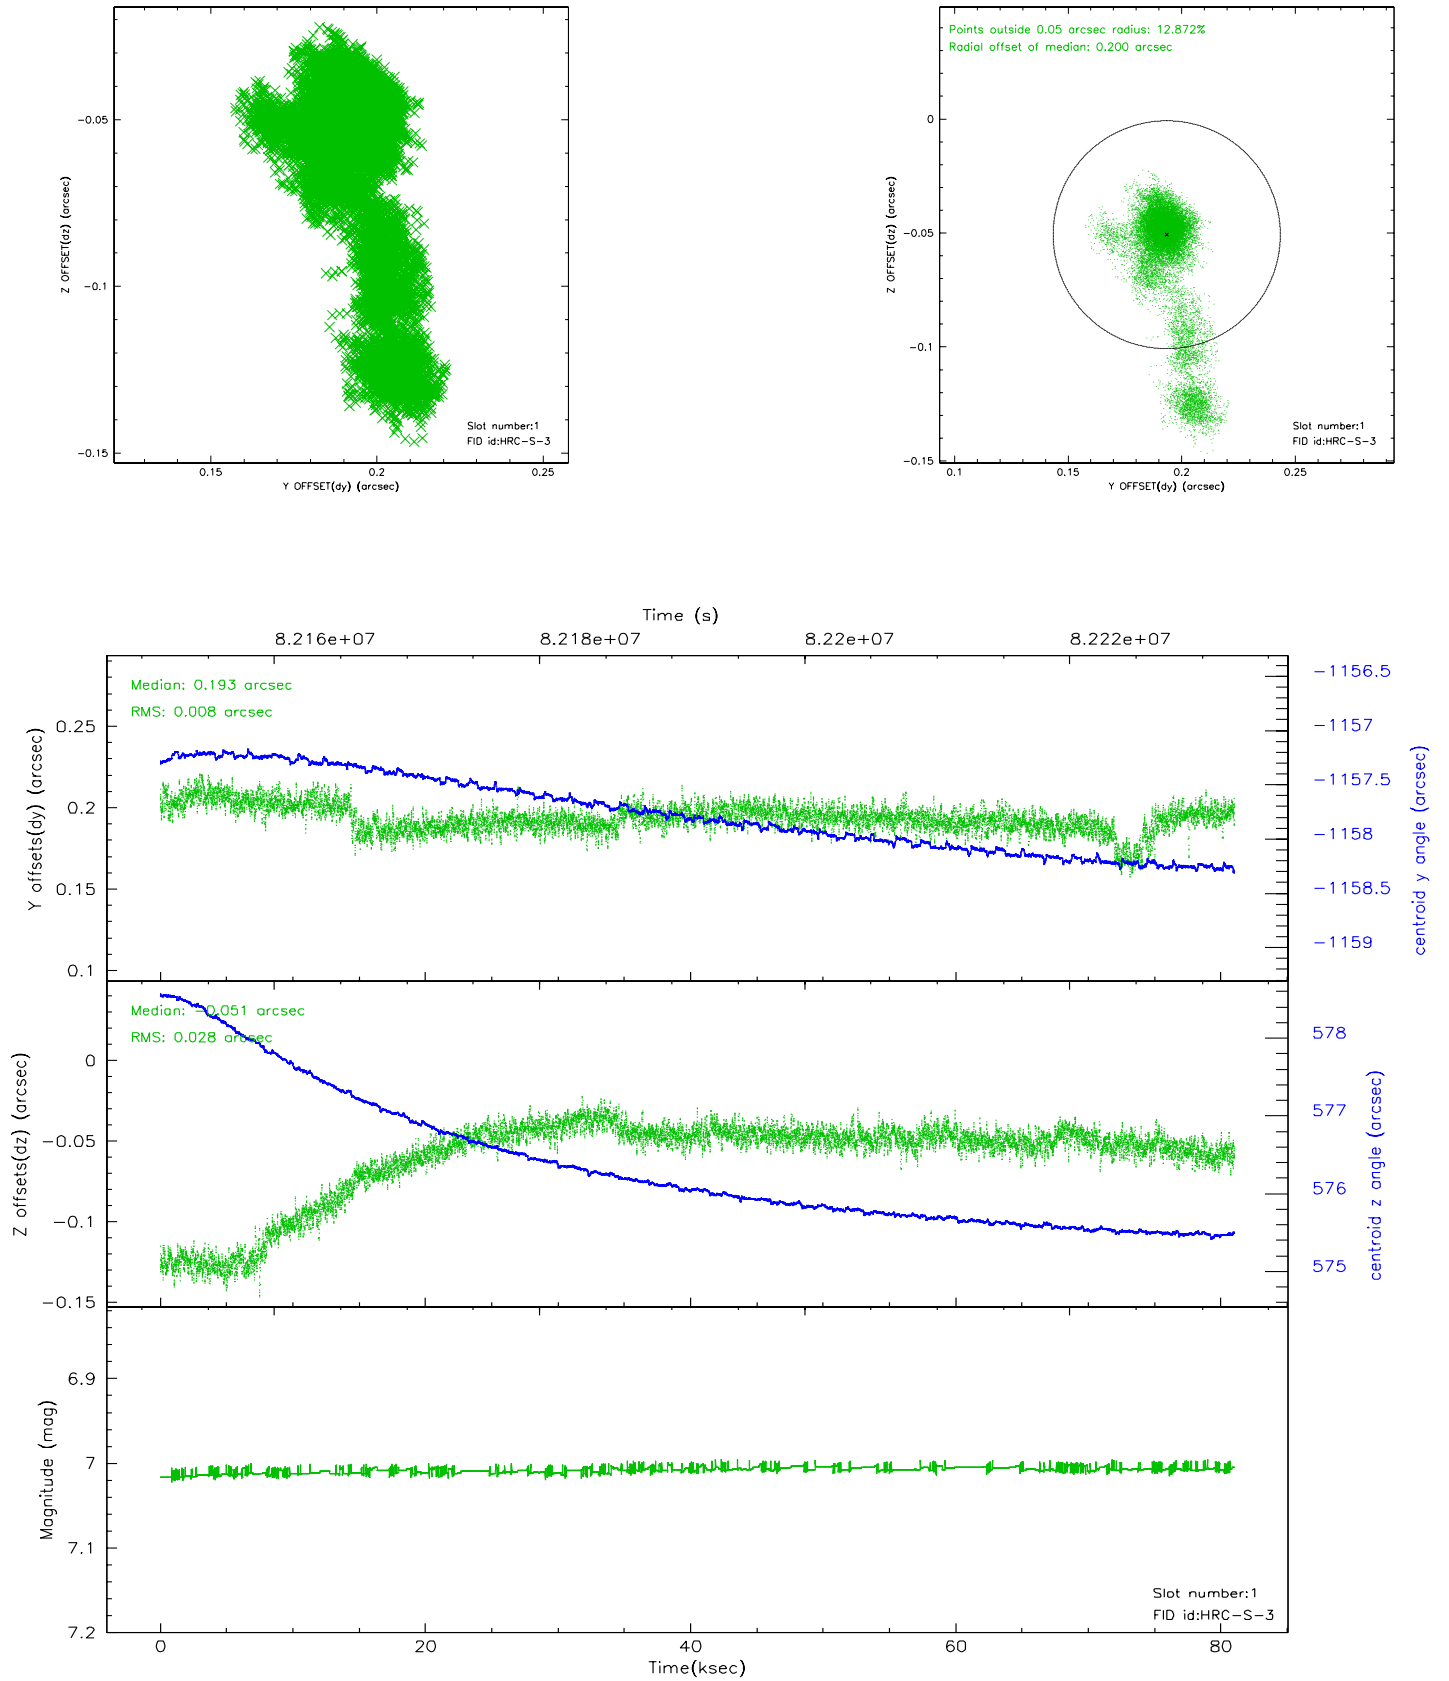 −0.05
−0.1
−0.15
0.15
0.2
0.25
Z OFFSET(dz) (arcsec)
Y OFFSET(dy) (arcsec)
Slot number:1
FID id:HRC−S−3
Points outside 0.05 arcsec radius: 12.872%
Radial offset of median: 0.200 arcsec
0
−0.05
−0.1
−0.15
0.1
0.15
0.2
0.25
Z OFFSET(dz) (arcsec)
Y OFFSET(dy) (arcsec)
Slot number:1
FID id:HRC−S−3
Time (s)
8.216e+07
8.218e+07
8.22e+07
8.222e+07
Median: 0.193 arcsec
RMS: 0.008 arcsec
0.25
0.2
0.15
0.1
Y offsets(dy) (arcsec)
−1156.5
−1157
−1157.5
−1158
−1158.5
−1159
centroid y angle (arcsec)
Median: −0.051 arcsec
RMS: 0.028 arcsec
0
−0.05
−0.1
−0.15
Z offsets(dz) (arcsec)
578
577
576
575
centroid z angle (arcsec)
6.9
7
7.1
7.2
Magnitude (mag)
Slot number:1
FID id:HRC−S−3
0
20
40
60
80
Time(ksec)